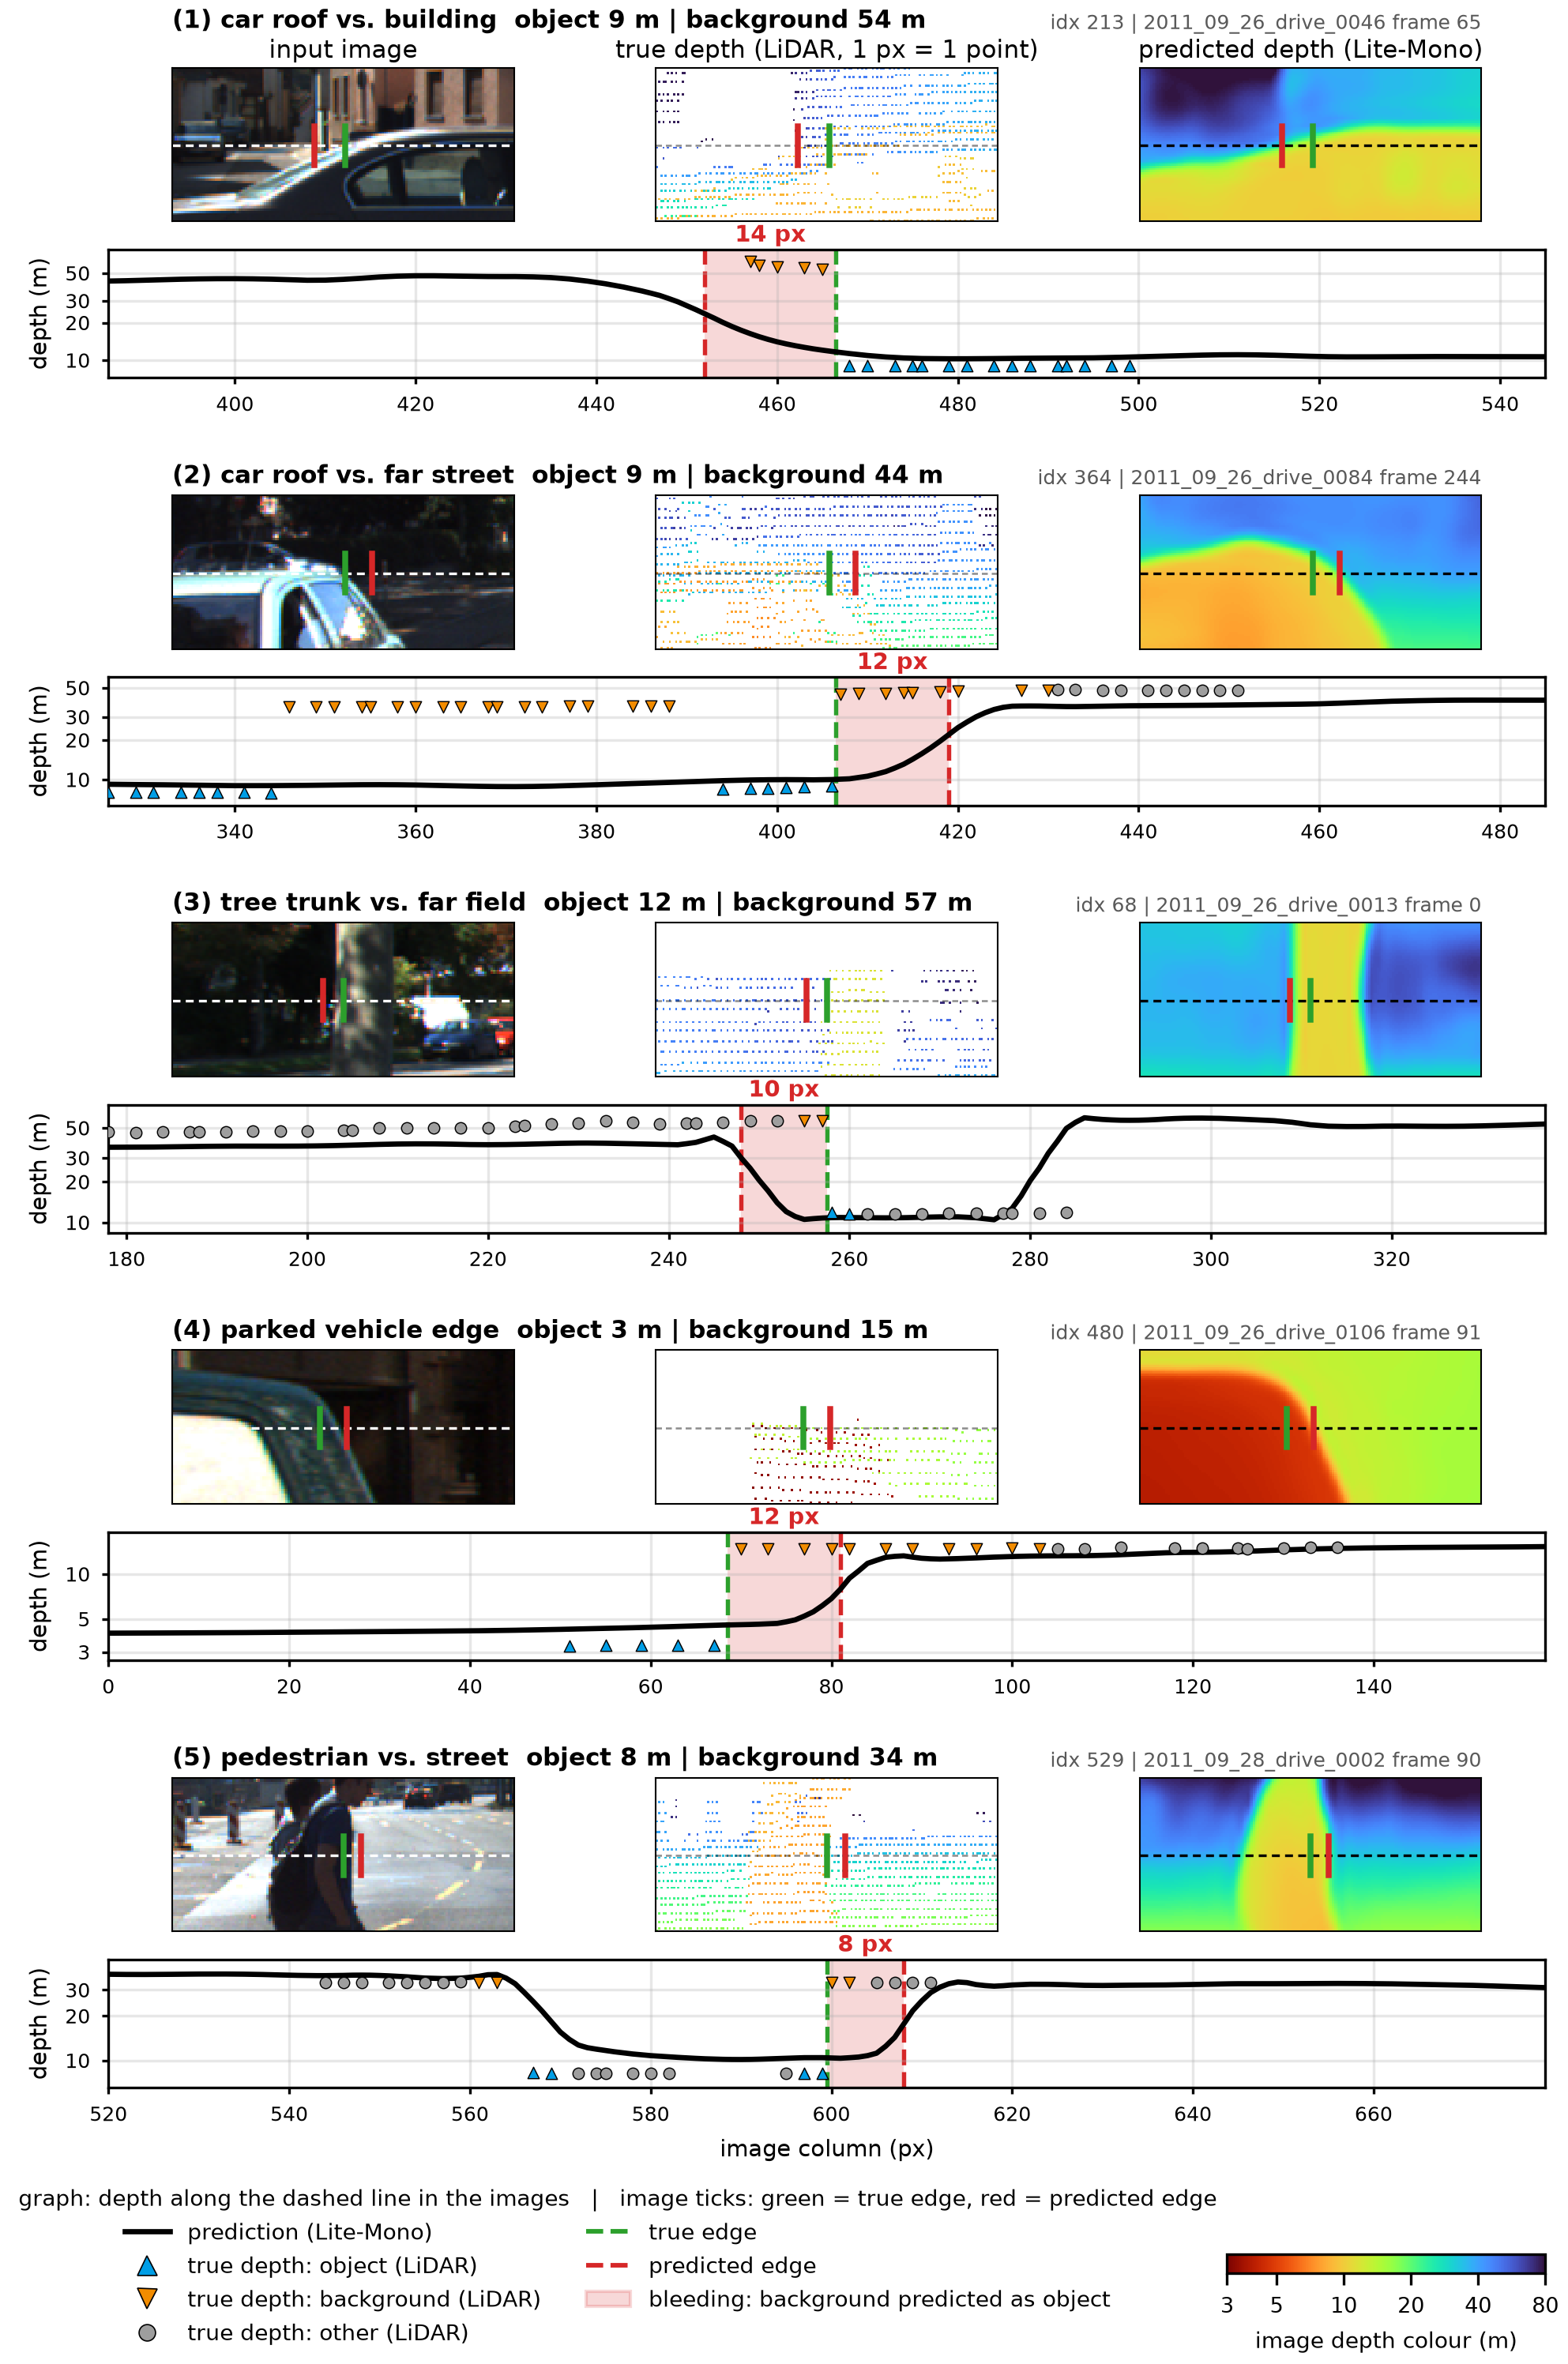 (1) car roof vs. building  object 9 m | background 54 m
idx 213 | 2011_09_26_drive_0046 frame 65
input image
true depth (LiDAR, 1 px = 1 point)
predicted depth (Lite-Mono)
14 px
depth (m)
50
30
20
10
400 420 440 460 480 500 520 540
(2) car roof vs. far street  object 9 m | background 44 m
idx 364 | 2011_09_26_drive_0084 frame 244
12 px
depth (m)
50
30
20
10
340 360 380 400 420 440 460 480
(3) tree trunk vs. far field  object 12 m | background 57 m
idx 68 | 2011_09_26_drive_0013 frame 0
10 px
depth (m)
50
30
20
10
180 200 220 240 260 280 300 320
(4) parked vehicle edge  object 3 m | background 15 m
idx 480 | 2011_09_26_drive_0106 frame 91
12 px
depth (m)
10
5
3
0 20 40 60 80 100 120 140
(5) pedestrian vs. street  object 8 m | background 34 m
idx 529 | 2011_09_28_drive_0002 frame 90
8 px
depth (m)
30
20
10
520 540 560 580 600 620 640 660
image column (px)
graph: depth along the dashed line in the images | image ticks: green = true edge, red = predicted edge
prediction (Lite-Mono)
true depth: object (LiDAR)
true depth: background (LiDAR)
true depth: other (LiDAR)
true edge
predicted edge
bleeding: background predicted as object
3 5 10 20 40 80
image depth colour (m)